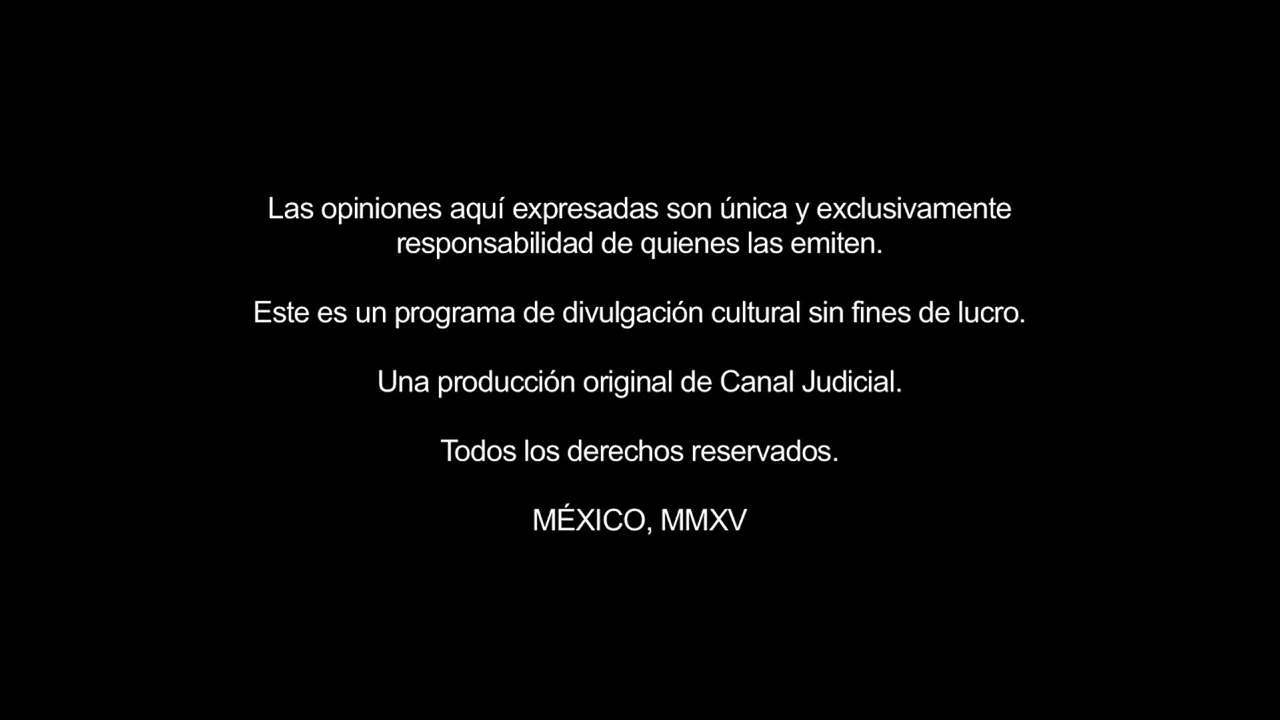 Las opiniones aquí expresadas son única y exclusivamente
responsabilidad de quienes las emiten.
Este es un programa de divulgación cultural sin fines de lucro.
Una producción original de Canal Judicial.
Todos los derechos reservados.
MÉXICO, MMXV